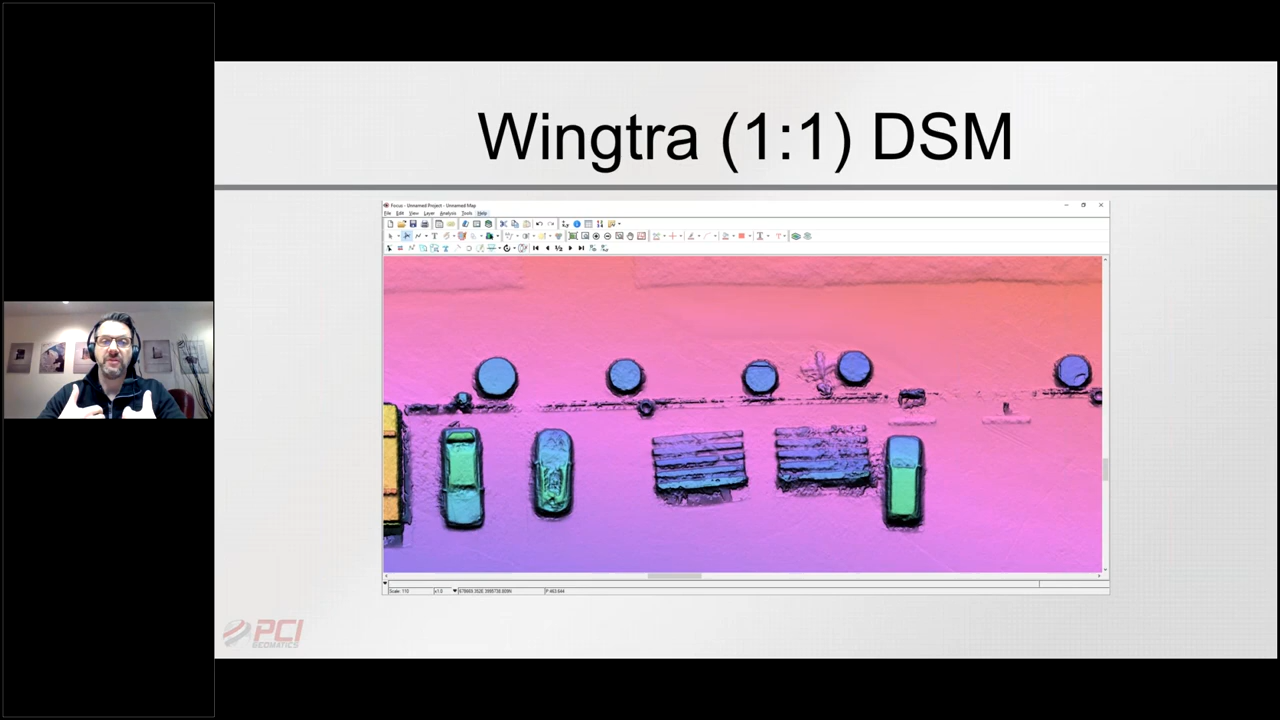 Wingtra (1:1) DSM
Focus - Unnamed Project - Unnamed Map
File Edit View Layer Analysis Tools Help
PCI
GEOMATICS